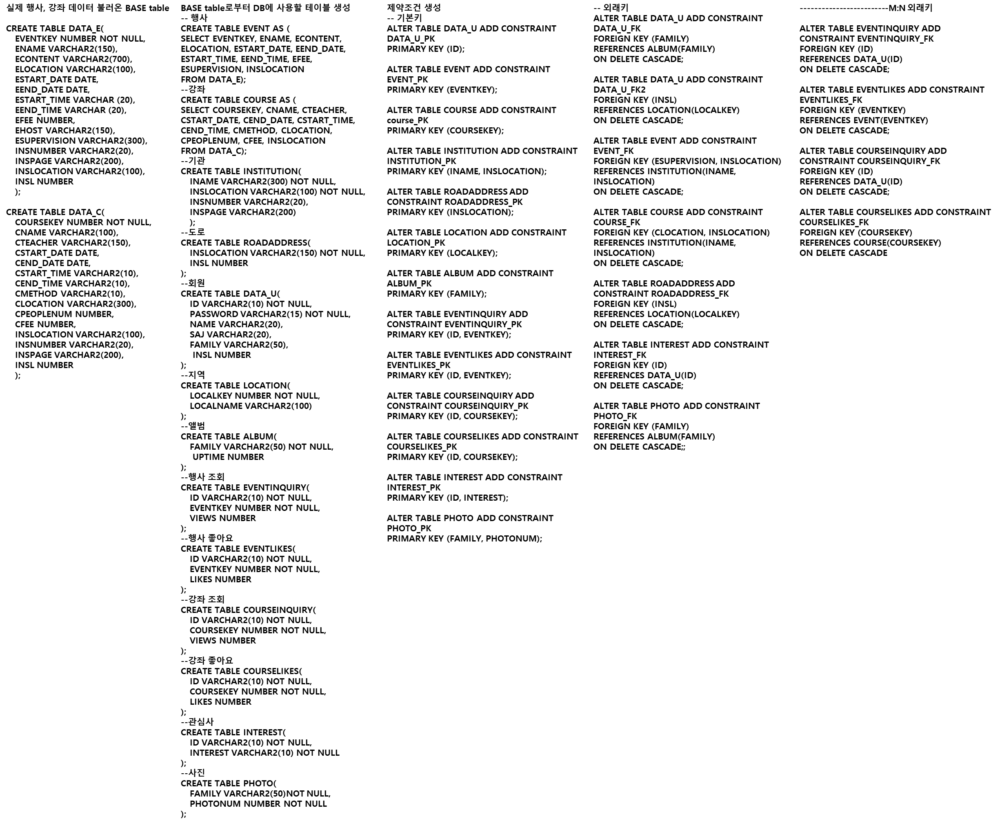 실제 행사, 강좌 데이터 불러온 BASE table

CREATE TABLE DATA_E(
EVENTKEY NUMBER NOT NULL,
ENAME VARCHAR2(150),
ECONTENT VARCHAR2(700),
ELOCATION VARCHAR2(100),
ESTART_DATE DATE,
EEND_DATE DATE,
ESTART_TIME VARCHAR (20),
EEND_TIME VARCHAR (20),
EFEE NUMBER,
EHOST VARCHAR2(150),
ESUPERVISION VARCHAR2(300),
INSNUMBER VARCHAR2(20),
INSPAGE VARCHAR2(200),
INSLOCATION VARCHAR2(100),
INSL NUMBER
);

CREATE TABLE DATA_C(
COURSEKEY NUMBER NOT NULL,
CNAME VARCHAR2(100),
CTEACHER VARCHAR2(150),
CSTART_DATE DATE,
CEND_DATE DATE,
CSTART_TIME VARCHAR2(10),
CEND_TIME VARCHAR2(10),
CMETHOD VARCHAR2(10),
CLOCATION VARCHAR2(300),
CPEOPLENUM NUMBER,
CFEE NUMBER,
INSLOCATION VARCHAR2(100),
INSNUMBER VARCHAR2(20),
INSPAGE VARCHAR2(200),
INSL NUMBER
);

BASE table로부터 DB에 사용할 테이블 생성
-- 행사
CREATE TABLE EVENT AS (
SELECT EVENTKEY, ENAME, ECONTENT,
ELOCATION, ESTART_DATE, EEND_DATE,
ESTART_TIME, EEND_TIME, EFEE,
ESUPERVISION, INSLOCATION
FROM DATA_E);
--강좌
CREATE TABLE COURSE AS (
SELECT COURSEKEY, CNAME, CTEACHER,
CSTART_DATE, CEND_DATE, CSTART_TIME,
CEND_TIME, CMETHOD, CLOCATION,
CPEOPLENUM, CFEE, INSLOCATION
FROM DATA_C);
--기관
CREATE TABLE INSTITUTION(
INAME VARCHAR2(300) NOT NULL,
INSLOCATION VARCHAR2(100) NOT NULL,
INSNUMBER VARCHAR2(20),
INSPAGE VARCHAR2(200)
);
--도로
CREATE TABLE ROADADDRESS(
INSLOCATION VARCHAR2(150) NOT NULL,
INSL NUMBER
);
--회원
CREATE TABLE DATA_U(
ID VARCHAR2(10) NOT NULL,
PASSWORD VARCHAR2(15) NOT NULL,
NAME VARCHAR2(20),
SAJ VARCHAR2(20),
FAMILY VARCHAR2(50),
INSL NUMBER
);
--지역
CREATE TABLE LOCATION(
LOCALKEY NUMBER NOT NULL,
LOCALNAME VARCHAR2(100)
);
--앨범
CREATE TABLE ALBUM(
FAMILY VARCHAR2(50) NOT NULL,
UPTIME NUMBER
);
--행사 조회
CREATE TABLE EVENTINQUIRY(
ID VARCHAR2(10) NOT NULL,
EVENTKEY NUMBER NOT NULL,
VIEWS NUMBER
);
--행사 좋아요
CREATE TABLE EVENTLIKES(
ID VARCHAR2(10) NOT NULL,
EVENTKEY NUMBER NOT NULL,
LIKES NUMBER
);
--강좌 조회
CREATE TABLE COURSEINQUIRY(
ID VARCHAR2(10) NOT NULL,
COURSEKEY NUMBER NOT NULL,
VIEWS NUMBER
);
--강좌 좋아요
CREATE TABLE COURSELIKES(
ID VARCHAR2(10) NOT NULL,
COURSEKEY NUMBER NOT NULL,
LIKES NUMBER
);
--관심사
CREATE TABLE INTEREST(
ID VARCHAR2(10) NOT NULL,
INTEREST VARCHAR2(10) NOT NULL
);
--사진
CREATE TABLE PHOTO(
FAMILY VARCHAR2(50)NOT NULL,
PHOTONUM NUMBER NOT NULL
);

제약조건 생성
-- 기본키
ALTER TABLE DATA_U ADD CONSTRAINT
DATA_U_PK
PRIMARY KEY (ID);

ALTER TABLE EVENT ADD CONSTRAINT
EVENT_PK
PRIMARY KEY (EVENTKEY);

ALTER TABLE COURSE ADD CONSTRAINT
course_PK
PRIMARY KEY (COURSEKEY);

ALTER TABLE INSTITUTION ADD CONSTRAINT
INSTITUTION_PK
PRIMARY KEY (INAME, INSLOCATION);

ALTER TABLE ROADADDRESS ADD
CONSTRAINT ROADADDRESS_PK
PRIMARY KEY (INSLOCATION);

ALTER TABLE LOCATION ADD CONSTRAINT
LOCATION_PK
PRIMARY KEY (LOCALKEY);

ALTER TABLE ALBUM ADD CONSTRAINT
ALBUM_PK
PRIMARY KEY (FAMILY);

ALTER TABLE EVENTINQUIRY ADD
CONSTRAINT EVENTINQUIRY_PK
PRIMARY KEY (ID, EVENTKEY);

ALTER TABLE EVENTLIKES ADD CONSTRAINT
EVENTLIKES_PK
PRIMARY KEY (ID, EVENTKEY);

ALTER TABLE COURSEINQUIRY ADD
CONSTRAINT COURSEINQUIRY_PK
PRIMARY KEY (ID, COURSEKEY);

ALTER TABLE COURSELIKES ADD CONSTRAINT
COURSELIKES_PK
PRIMARY KEY (ID, COURSEKEY);

ALTER TABLE INTEREST ADD CONSTRAINT
INTEREST_PK
PRIMARY KEY (ID, INTEREST);

ALTER TABLE PHOTO ADD CONSTRAINT
PHOTO_PK
PRIMARY KEY (FAMILY, PHOTONUM);

-- 외래키
ALTER TABLE DATA_U ADD CONSTRAINT
DATA_U_FK
FOREIGN KEY (FAMILY)
REFERENCES ALBUM(FAMILY)
ON DELETE CASCADE;

ALTER TABLE DATA_U ADD CONSTRAINT
DATA_U_FK2
FOREIGN KEY (INSL)
REFERENCES LOCATION(LOCALKEY)
ON DELETE CASCADE;

ALTER TABLE EVENT ADD CONSTRAINT
EVENT_FK
FOREIGN KEY (ESUPERVISION, INSLOCATION)
REFERENCES INSTITUTION(INAME,
INSLOCATION)
ON DELETE CASCADE;

ALTER TABLE COURSE ADD CONSTRAINT
COURSE_FK
FOREIGN KEY (CLOCATION, INSLOCATION)
REFERENCES INSTITUTION(INAME,
INSLOCATION)
ON DELETE CASCADE;

ALTER TABLE ROADADDRESS ADD
CONSTRAINT ROADADDRESS_FK
FOREIGN KEY (INSL)
REFERENCES LOCATION(LOCALKEY)
ON DELETE CASCADE;

ALTER TABLE INTEREST ADD CONSTRAINT
INTEREST_FK
FOREIGN KEY (ID)
REFERENCES DATA_U(ID)
ON DELETE CASCADE;

ALTER TABLE PHOTO ADD CONSTRAINT
PHOTO_FK
FOREIGN KEY (FAMILY)
REFERENCES ALBUM(FAMILY)
ON DELETE CASCADE;;

-------------------------M:N 외래키

ALTER TABLE EVENTINQUIRY ADD
CONSTRAINT EVENTINQUIRY_FK
FOREIGN KEY (ID)
REFERENCES DATA_U(ID)
ON DELETE CASCADE;

ALTER TABLE EVENTLIKES ADD CONSTRAINT
EVENTLIKES_FK
FOREIGN KEY (EVENTKEY)
REFERENCES EVENT(EVENTKEY)
ON DELETE CASCADE;

ALTER TABLE COURSEINQUIRY ADD
CONSTRAINT COURSEINQUIRY_FK
FOREIGN KEY (ID)
REFERENCES DATA_U(ID)
ON DELETE CASCADE;

ALTER TABLE COURSELIKES ADD CONSTRAINT
COURSELIKES_FK
FOREIGN KEY (COURSEKEY)
REFERENCES COURSE(COURSEKEY)
ON DELETE CASCADE